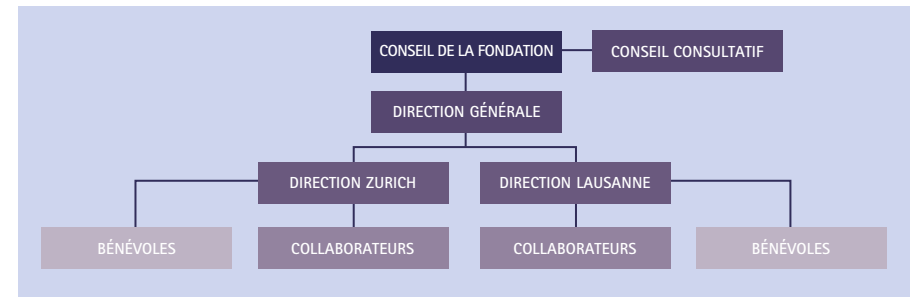 CONSEIL DE LA FONDATION
CONSEIL CONSULTATIF
DIRECTION GÉNÉRALE
DIRECTION ZURICH
DIRECTION LAUSANNE
BÉNÉVOLES
COLLABORATEURS
COLLABORATEURS
BÉNÉVOLES